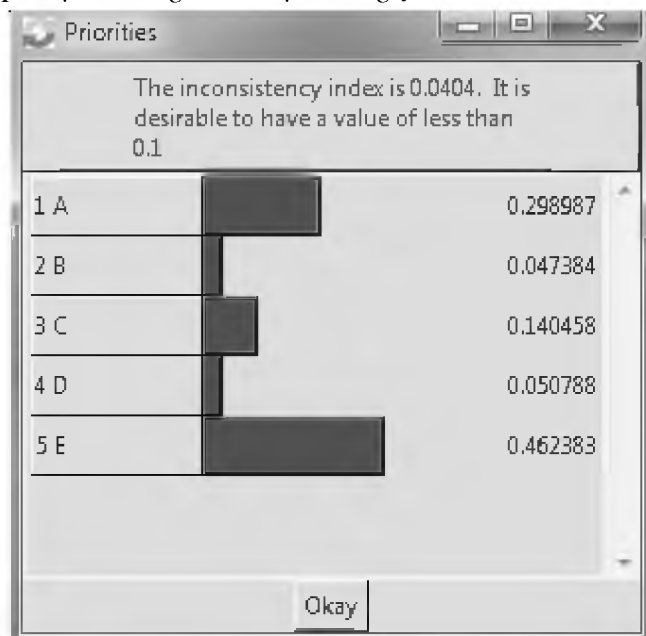 Priorities
The inconsistency index is 0.0404. It is
desirable to have a value of less than
0.1
1 A 0.298987
2 B 0.047384
3 C 0.140458
4 D 0.050788
5 E 0.462383
Okay